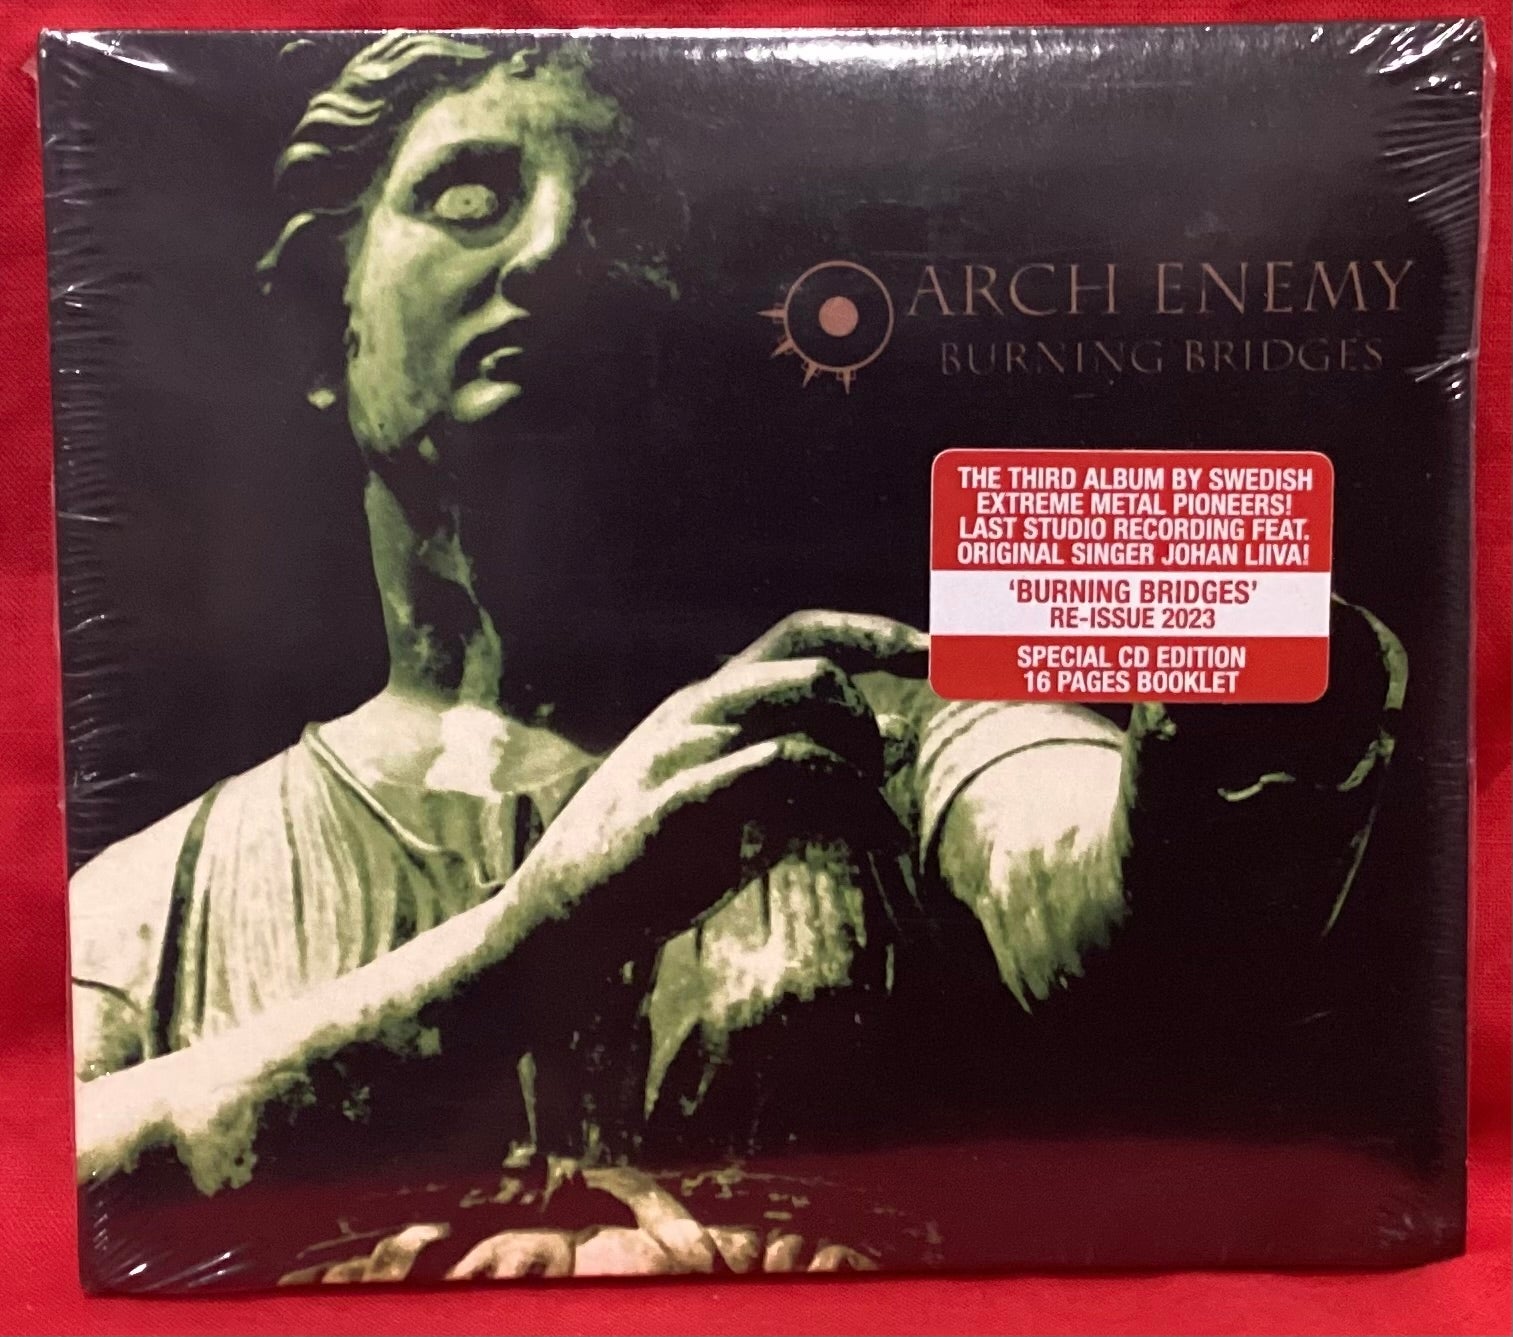 ARCH ENEMY
BURNING BRIDGES
THE THIRD ALBUM BY SWEDISH
EXTREME METAL PIONEERS!
LAST STUDIO RECORDING FEAT.
ORIGINAL SINGER JOHAN LIIVA!
‘BURNING BRIDGES’
RE-ISSUE 2023
SPECIAL CD EDITION
16 PAGES BOOKLET